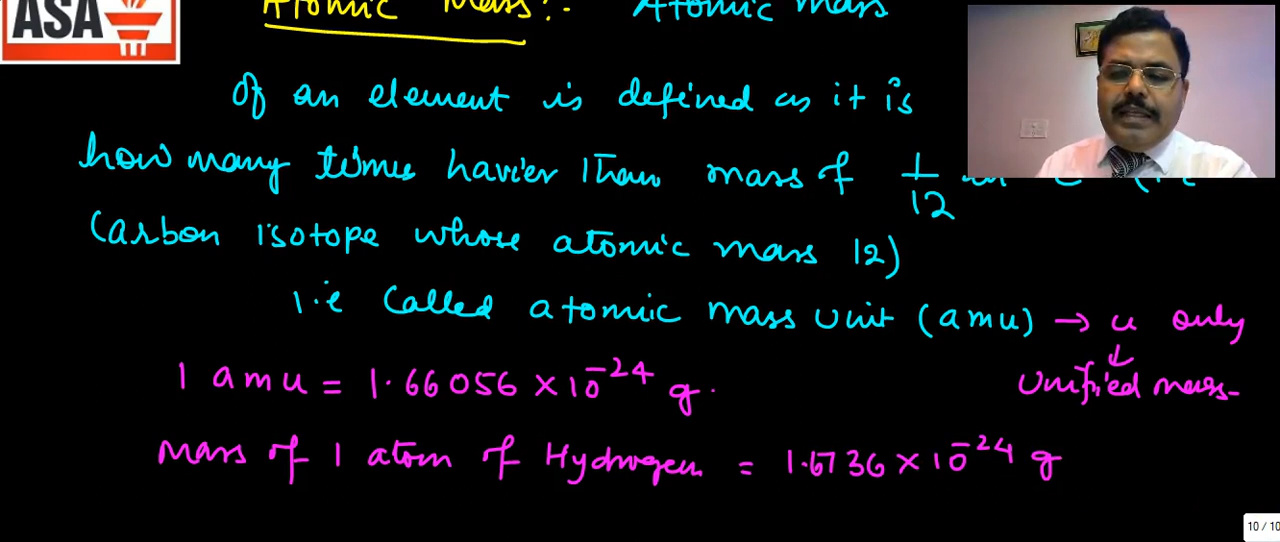 ASA
Atomic Mass:- Atomic mass
Of an element is defined as it is
how many times havier than mass of 1/12
Carbon isotope whose atomic mass 12)
i.e called atomic mass unit (amu) → u only
↓
Unified mass-
1 amu = 1.66056 × 10⁻²⁴ g.
Mass of 1 atom of Hydrogen = 1.6736 × 10⁻²⁴ g
10 / 10